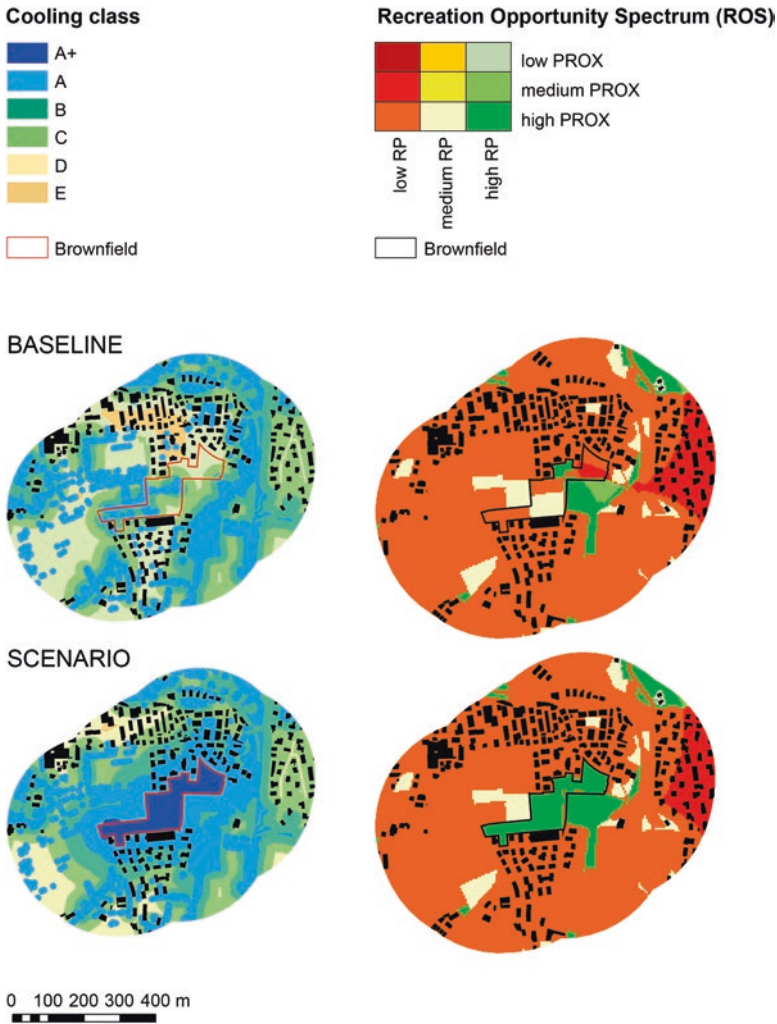 Cooling class
A+
A
B
C
D
E
Brownfield
Recreation Opportunity Spectrum (ROS)
low PROX
medium PROX
high PROX
low RP
medium RP
high RP
Brownfield
BASELINE
SCENARIO
0 100 200 300 400 m